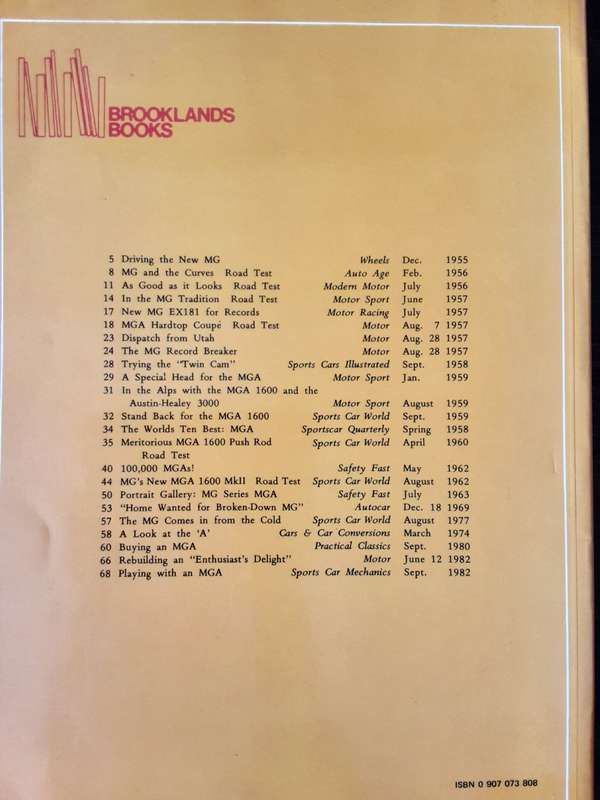 BROOKLANDS
BOOKS
5 Driving the New MG Wheels Dec. 1955
8 MG and the Curves Road Test Auto Age Feb. 1956
11 As Good as it Looks Road Test Modern Motor July 1956
14 In the MG Tradition Road Test Motor Sport June 1957
17 New MG EX181 for Records Motor Racing July 1957
18 MGA Hardtop Coupé Road Test Motor Aug. 7 1957
23 Dispatch from Utah Motor Aug. 28 1957
24 The MG Record Breaker Motor Aug. 28 1957
28 Trying the "Twin Cam" Sports Cars Illustrated Sept. 1958
29 A Special Head for the MGA Motor Sport Jan. 1959
31 In the Alps with the MGA 1600 and the
Austin-Healey 3000 Motor Sport August 1959
32 Stand Back for the MGA 1600 Sports Car World Sept. 1959
34 The Worlds Ten Best: MGA Sportscar Quarterly Spring 1958
35 Meritorious MGA 1600 Push Rod Sports Car World April 1960
Road Test
40 100,000 MGAs! Safety Fast May 1962
44 MG's New MGA 1600 MkII Road Test Sports Car World August 1962
50 Portrait Gallery: MG Series MGA Safety Fast July 1963
53 "Home Wanted for Broken-Down MG" Autocar Dec. 18 1969
57 The MG Comes in from the Cold Sports Car World August 1977
58 A Look at the 'A' Cars & Car Conversions March 1974
60 Buying an MGA Practical Classics Sept. 1980
66 Rebuilding an "Enthusiast's Delight" Motor June 12 1982
68 Playing with an MGA Sports Car Mechanics Sept. 1982
ISBN 0 907 073 808